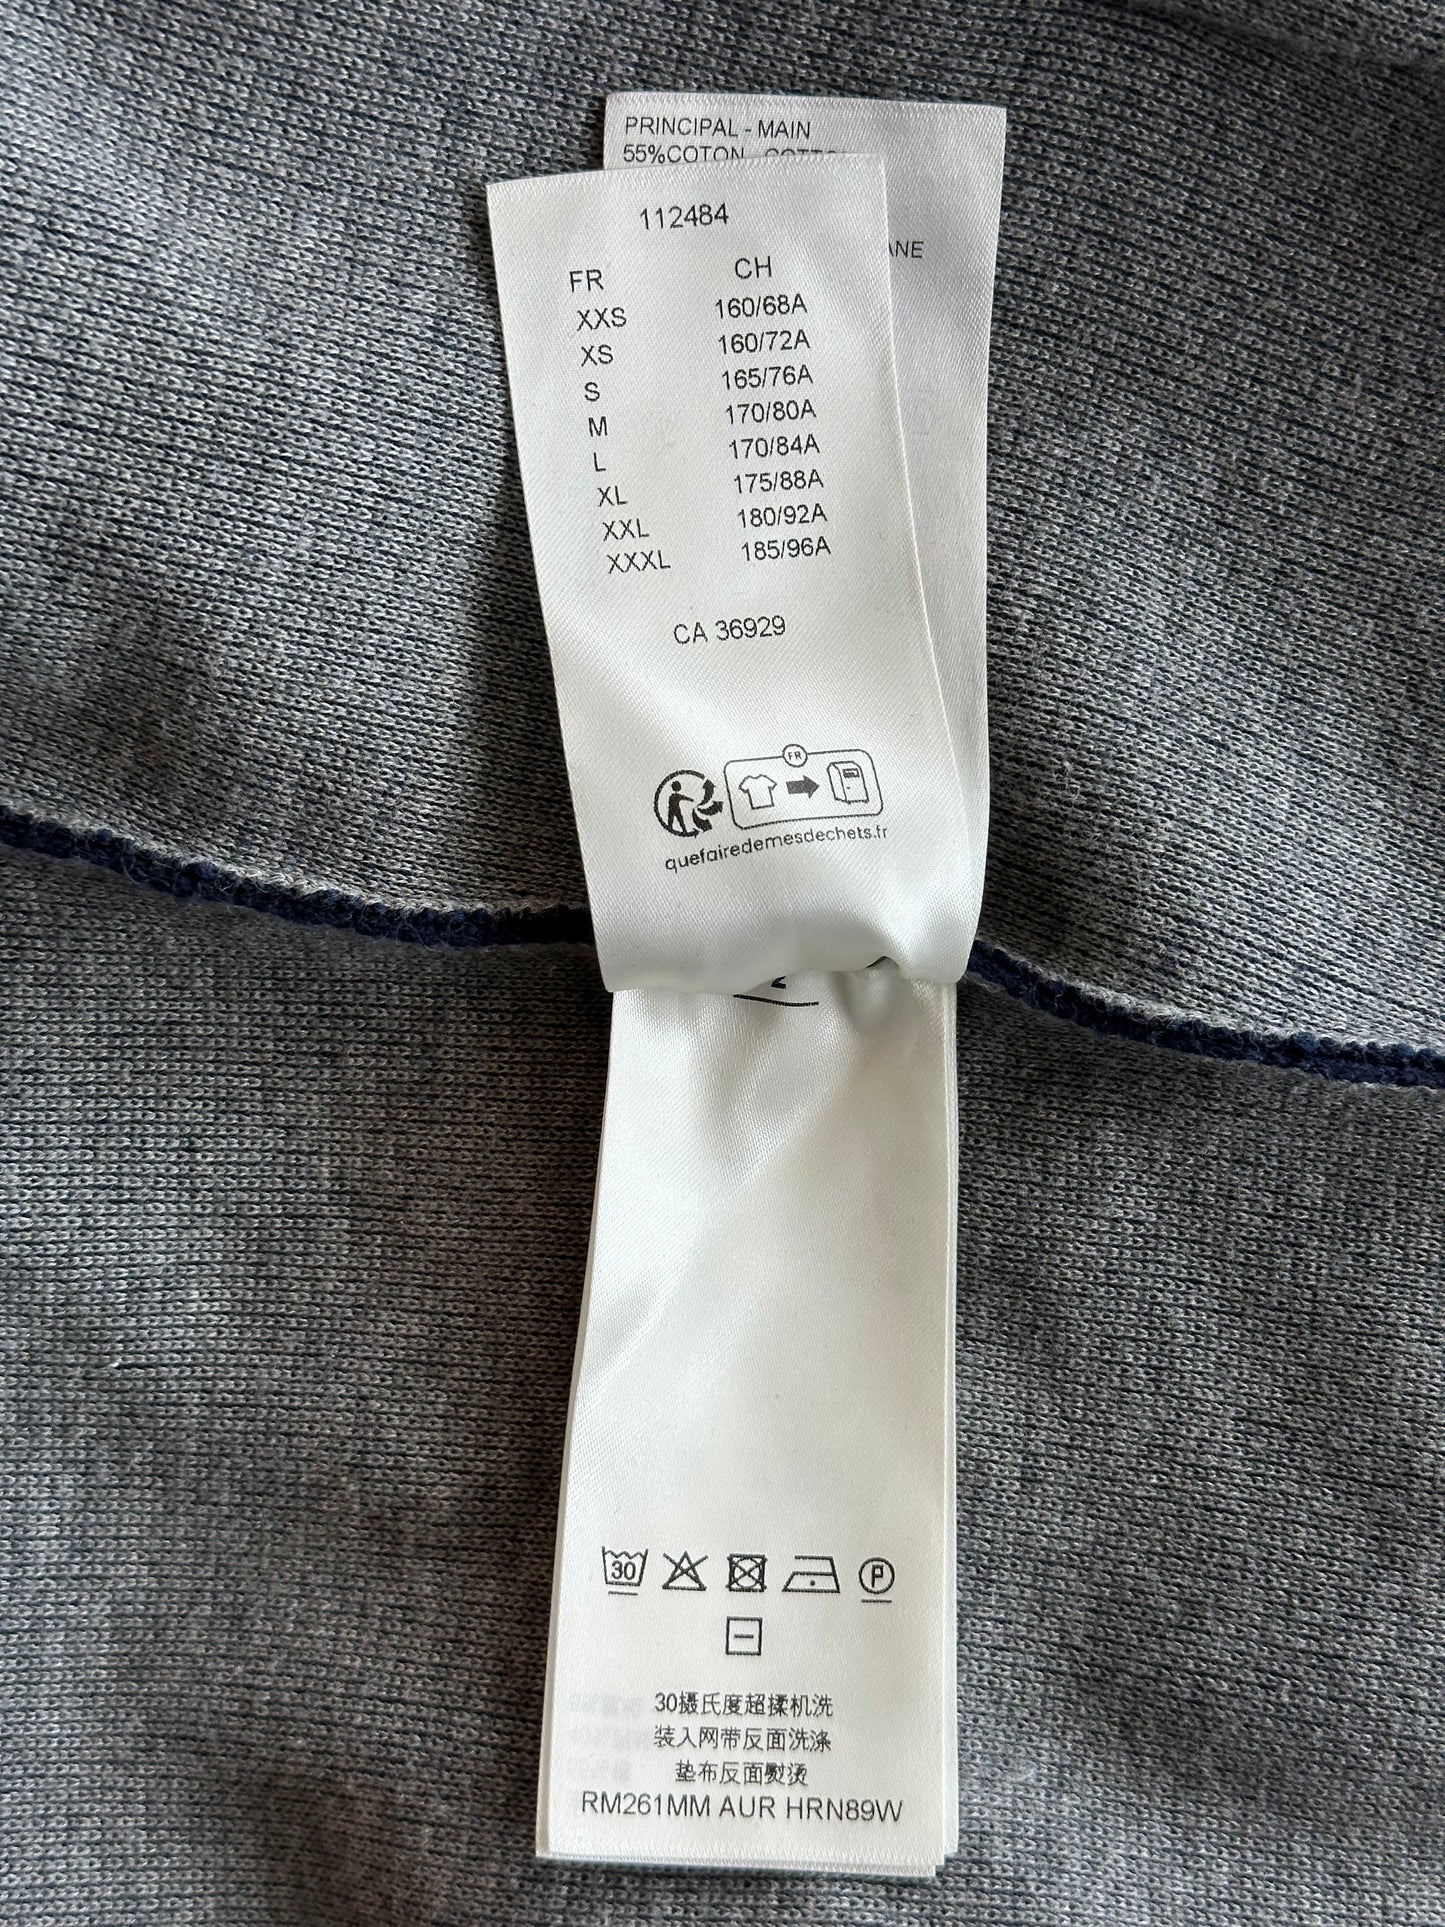 PRINCIPAL - MAIN
55%COTON - COTTON
ANE
112484
FR CH
XXS 160/68A
XS 160/72A
S 165/76A
M 170/80A
L 170/84A
XL 175/88A
XXL 180/92A
XXXL 185/96A
CA 36929
FR
quefairedemesdechets.fr
30 P
30摄氏度超揉机洗
装入网带反面洗涤
垫布反面熨烫
RM261MM AUR HRN89W